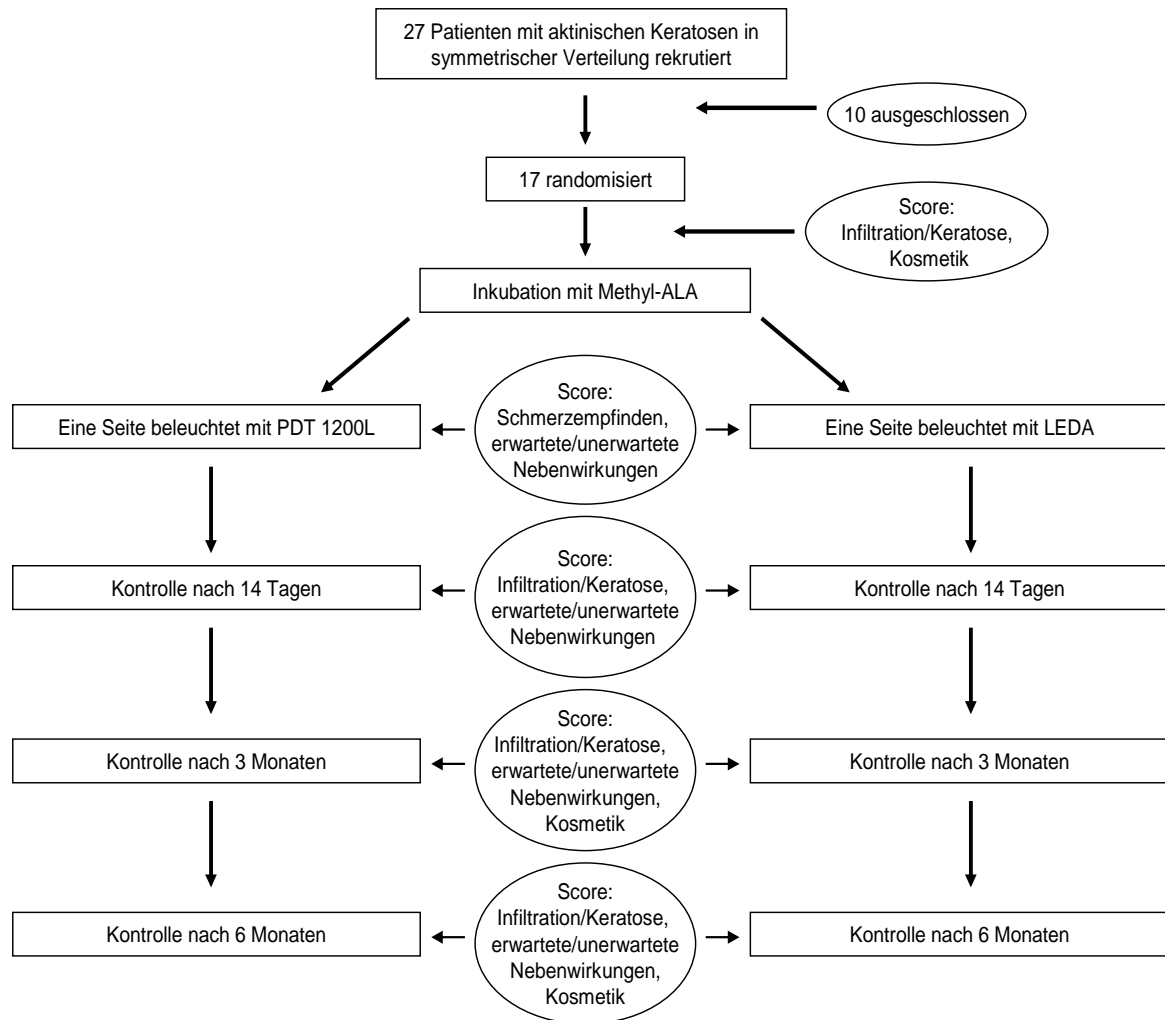 27 Patienten mit aktinischen Keratosen in
symmetrischer Verteilung rekrutiert
10 ausgeschlossen
17 randomisiert
Score:
Infiltration/Keratose,
Kosmetik
Inkubation mit Methyl-ALA
Eine Seite beleuchtet mit PDT 1200L
Score:
Schmerzempfinden,
erwartete/unerwartete
Nebenwirkungen
Eine Seite beleuchtet mit LEDA
Kontrolle nach 14 Tagen
Score:
Infiltration/Keratose,
erwartete/unerwartete
Nebenwirkungen
Kontrolle nach 14 Tagen
Kontrolle nach 3 Monaten
Score:
Infiltration/Keratose,
erwartete/unerwartete
Nebenwirkungen,
Kosmetik
Kontrolle nach 3 Monaten
Kontrolle nach 6 Monaten
Score:
Infiltration/Keratose,
erwartete/unerwartete
Nebenwirkungen,
Kosmetik
Kontrolle nach 6 Monaten